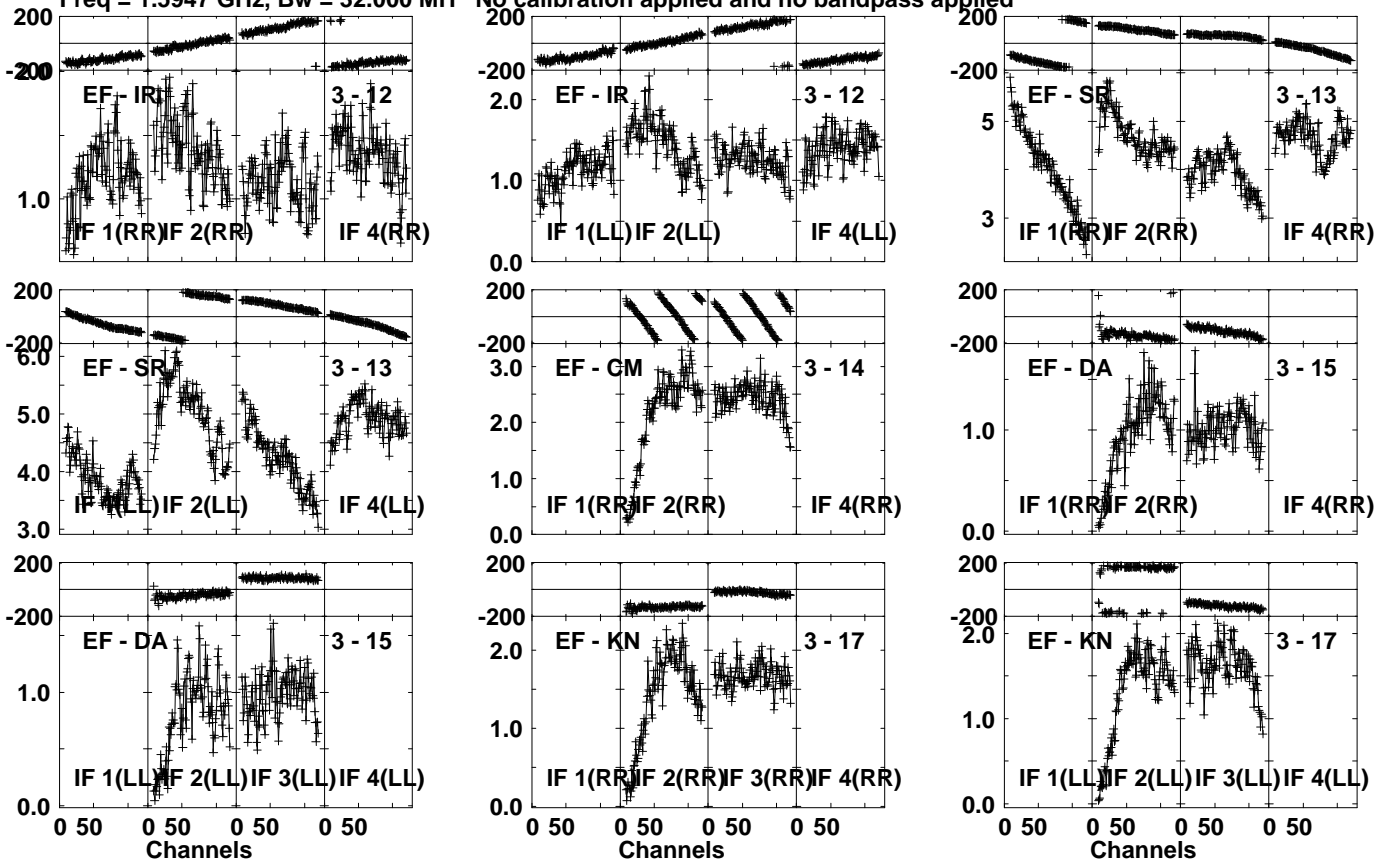 Freq = 1.5947 GHz, Bw = 32.000 MH No calibration applied and no bandpass applied
200 200 200
-200 -200
2.0
EF - IR 3 - 12 EF - IR 3 - 12 EF - SR 3 - 13
2.0 5
1.0 1.0 3
IF 1(RR) IF 2(RR) IF 4(RR) IF 1(LL) IF 2(LL) IF 4(LL) IF 1(RR) IF 2(RR) IF 4(RR)
0.0
200 200 200
-200 -200 -200
6.0
EF - SR 3 - 13 EF - CM 3 - 14 EF - DA 3 - 15
3.0
5.0 2.0 1.0
4.0 1.0
IF 1(LL) IF 2(LL) IF 4(LL) IF 1(RR) IF 2(RR) IF 4(RR) IF 1(RR) IF 2(RR) IF 4(RR)
3.0 0.0 0.0
200 200 200
-200 -200 -200
EF - DA 3 - 15 EF - KN 3 - 17 EF - KN 3 - 17
2.0 2.0
1.0 1.0 1.0
IF 1(LL) IF 2(LL) IF 3(LL) IF 4(LL) IF 1(RR) IF 2(RR) IF 3(RR) IF 4(RR) IF 1(LL) IF 2(LL) IF 3(LL) IF 4(LL)
0.0 0.0 0.0
0 50 0 50 0 50 0 50 0 50 0 50 0 50 0 50 0 50 0 50 0 50 0 50
Channels Channels Channels